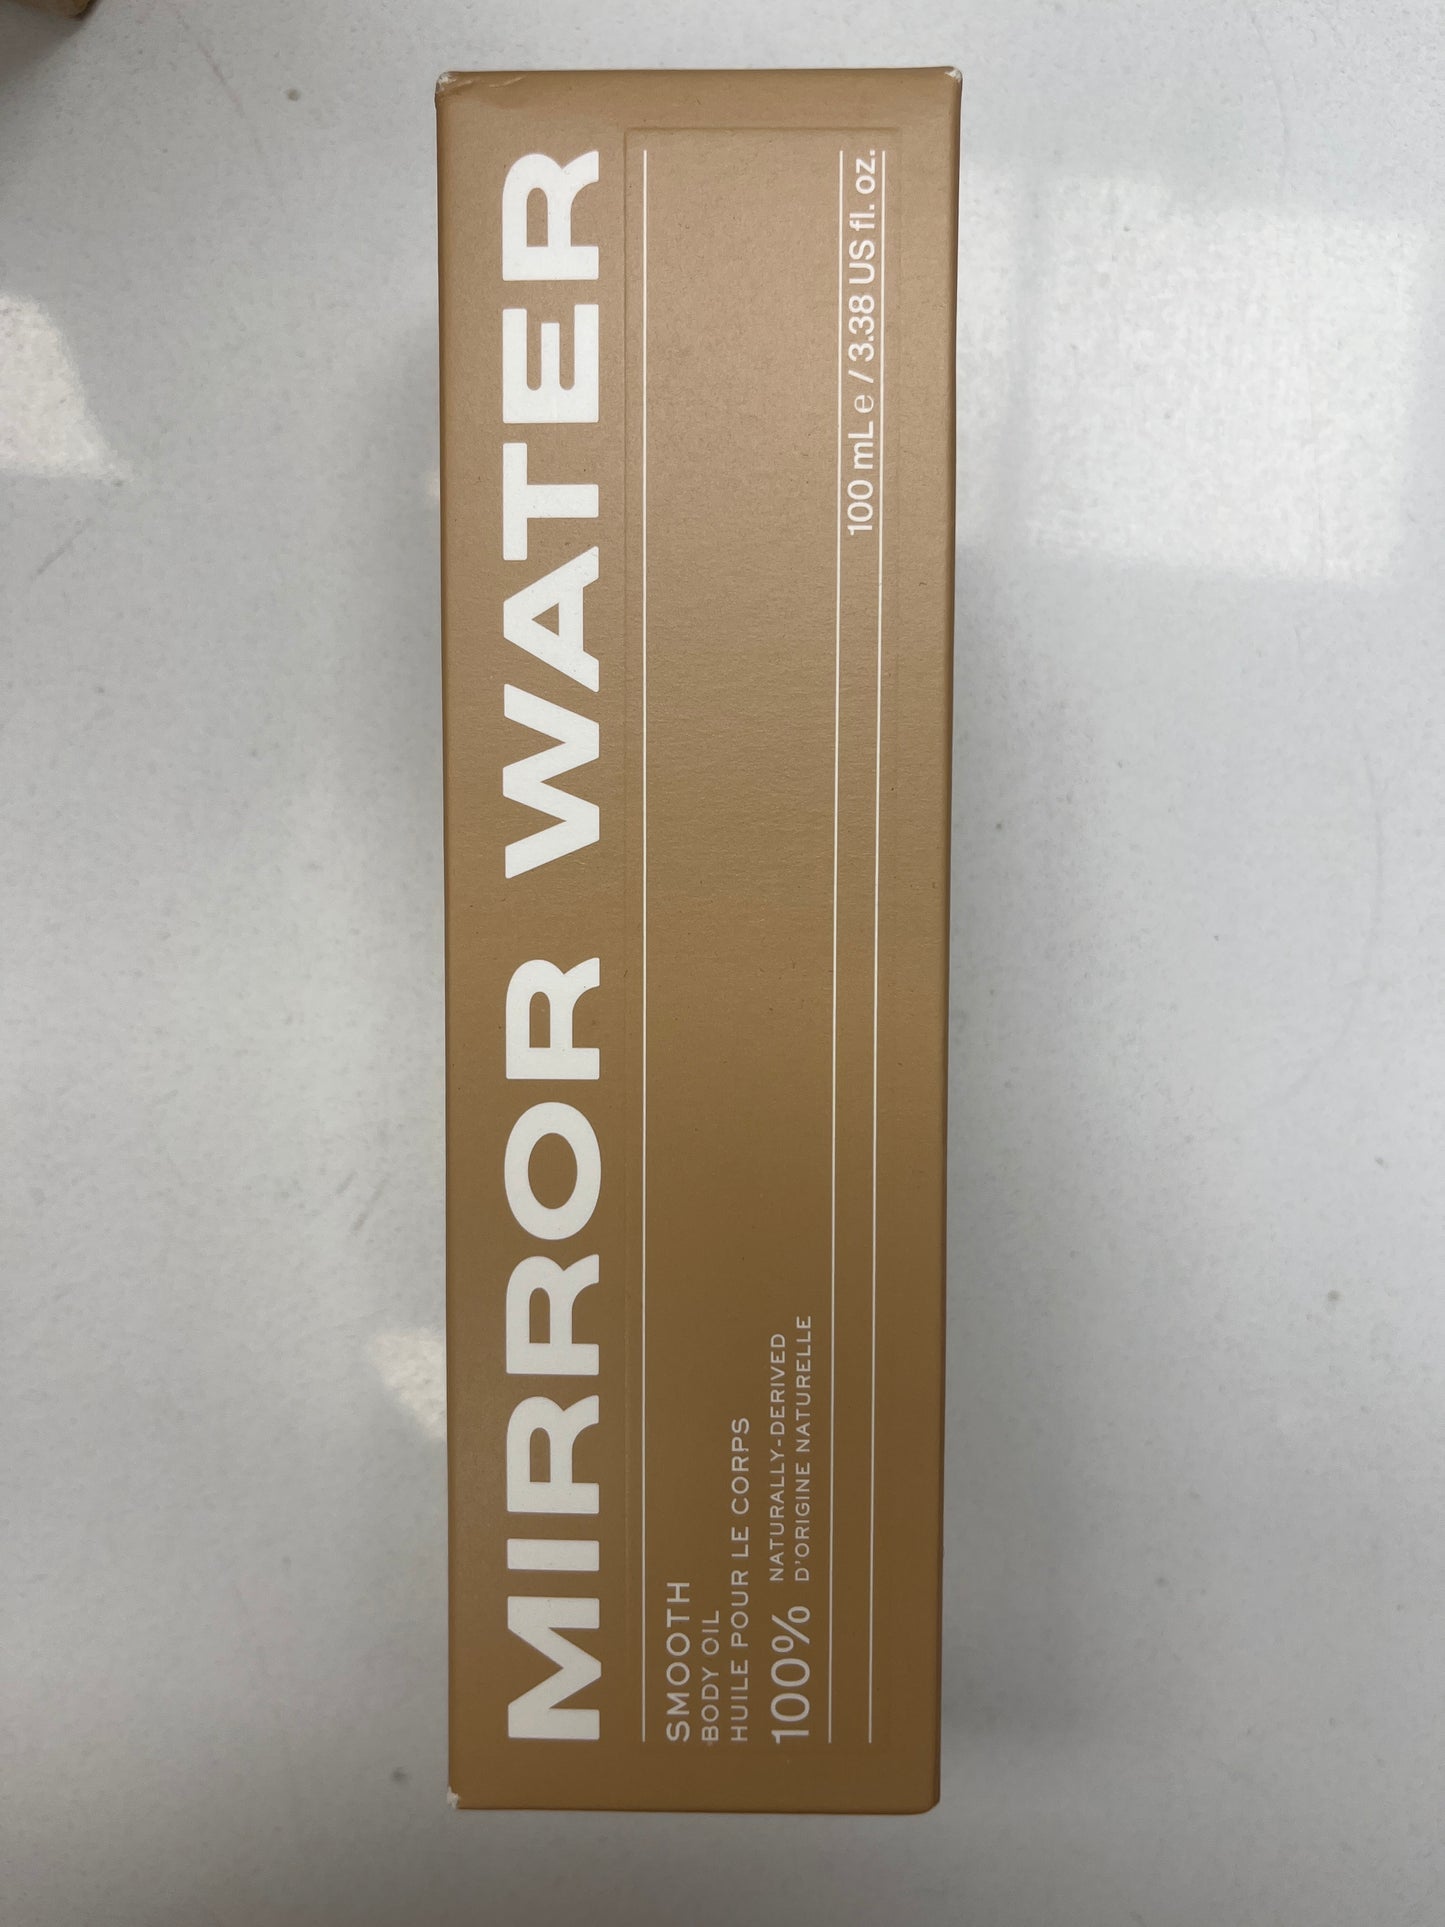 MIRROR WATER
SMOOTH
BODY OIL
HUILE POUR LE CORPS
100% NATURALLY-DERIVED
D'ORIGINE NATURELLE
100 mL e / 3.38 US fl. oz.